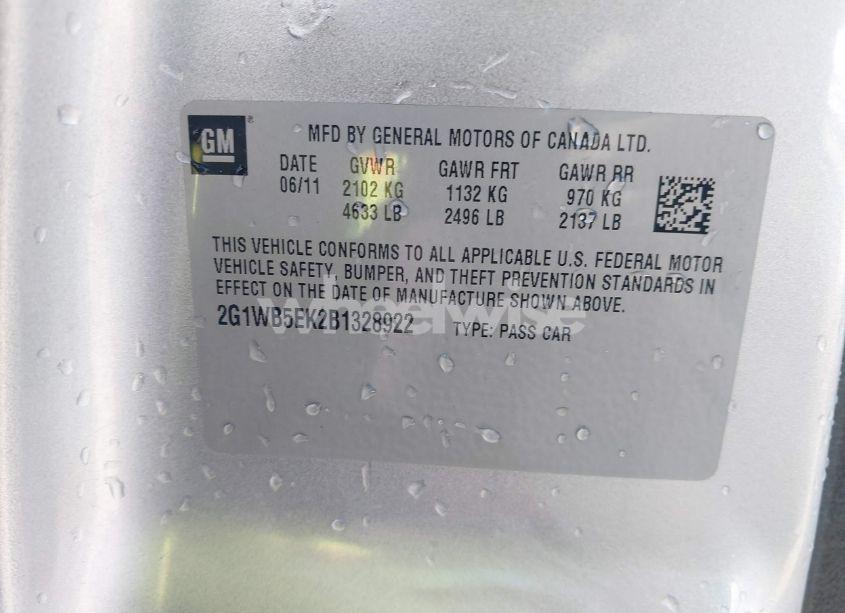 GM
®
MFD BY GENERAL MOTORS OF CANADA LTD.
DATE GVWR GAWR FRT GAWR RR
06/11 2102 KG 1132 KG 970 KG
4633 LB 2496 LB 2137 LB
THIS VEHICLE CONFORMS TO ALL APPLICABLE U.S. FEDERAL MOTOR
VEHICLE SAFETY, BUMPER, AND THEFT PREVENTION STANDARDS IN
EFFECT ON THE DATE OF MANUFACTURE SHOWN ABOVE.
wheelwise
2G1WB5EK2B1328922 TYPE: PASS CAR